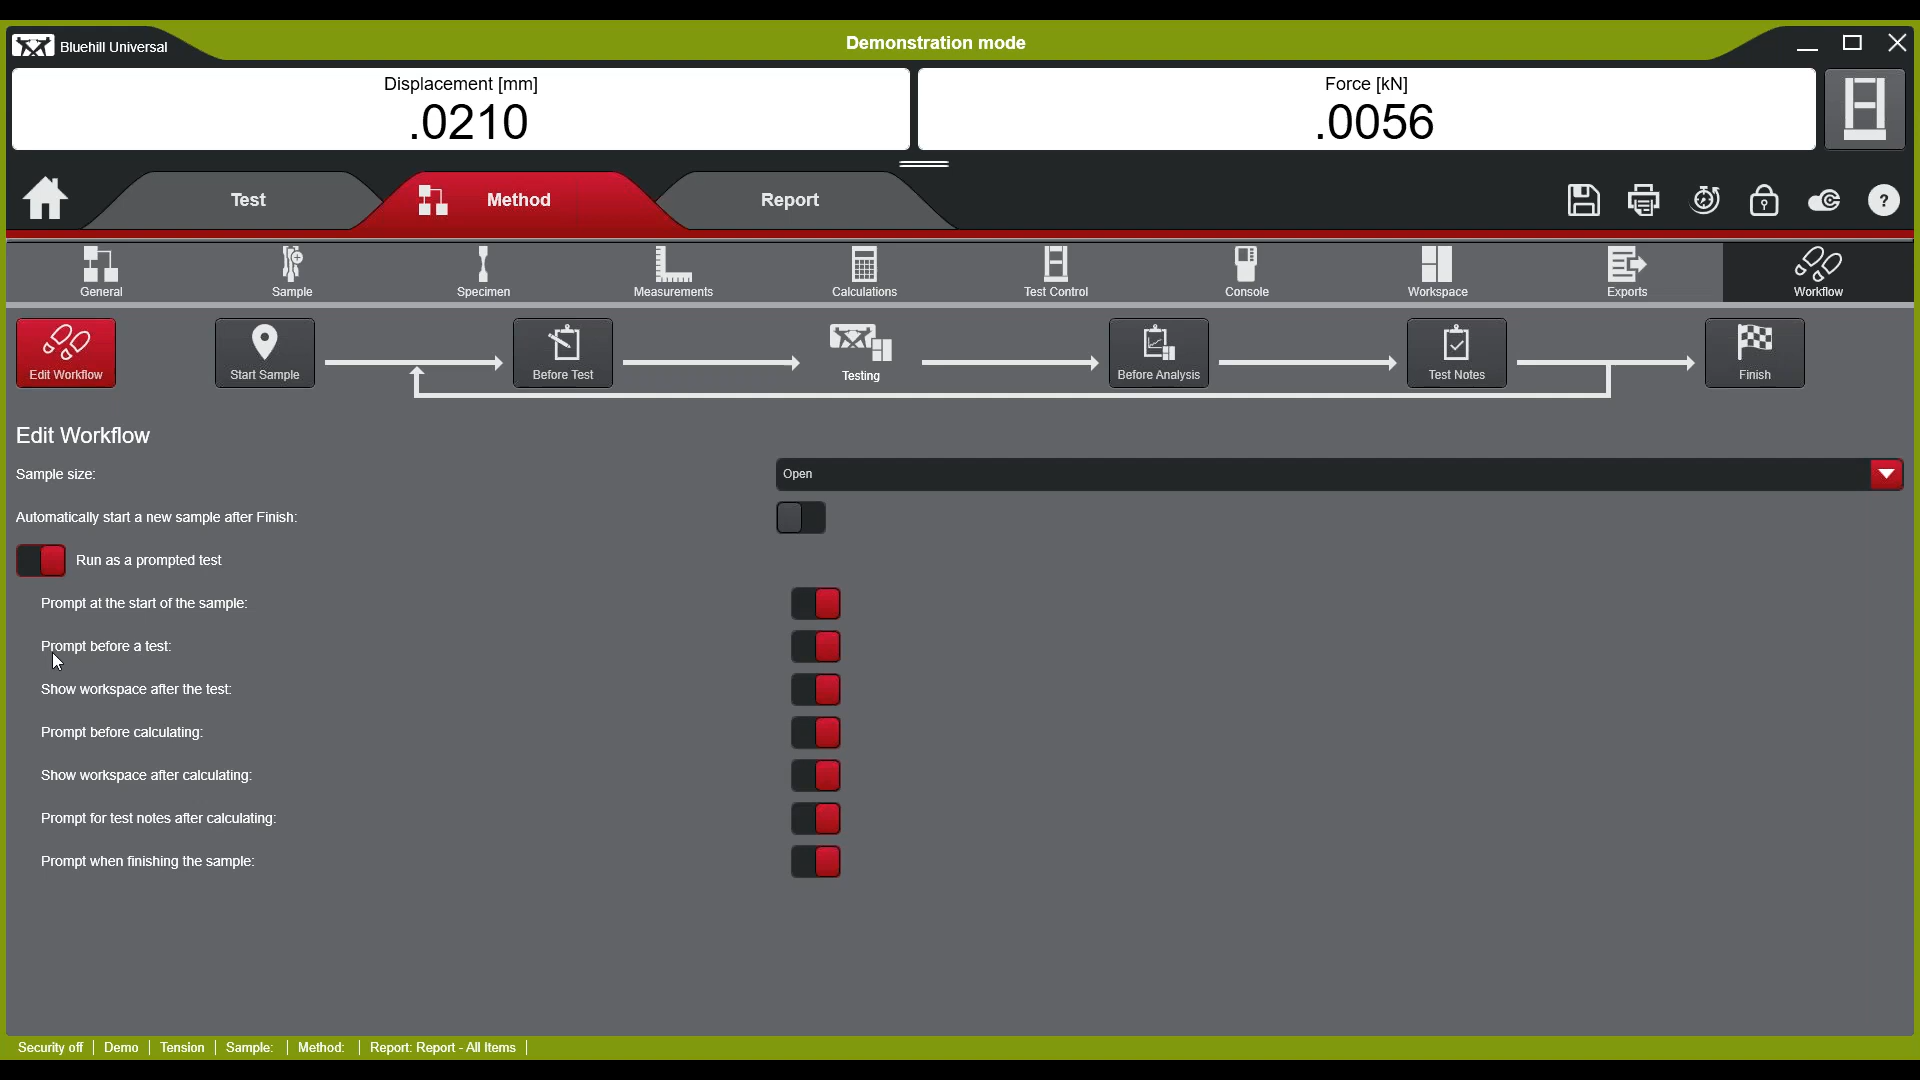 Bluehill Universal
Demonstration mode
Displacement [mm]
.0210
Force [kN]
.0056
Test
Method
Report
?
General
Sample
Specimen
Measurements
Calculations
Test Control
Console
Workspace
Exports
Workflow
Edit Workflow
Start Sample
Before Test
Testing
Before Analysis
Test Notes
Finish
Edit Workflow
Sample size:
Open
Automatically start a new sample after Finish:
Run as a prompted test
Prompt at the start of the sample:
Prompt before a test:
Show workspace after the test:
Prompt before calculating:
Show workspace after calculating:
Prompt for test notes after calculating:
Prompt when finishing the sample:
Security off | Demo | Tension | Sample: | Method: | Report: Report - All Items |